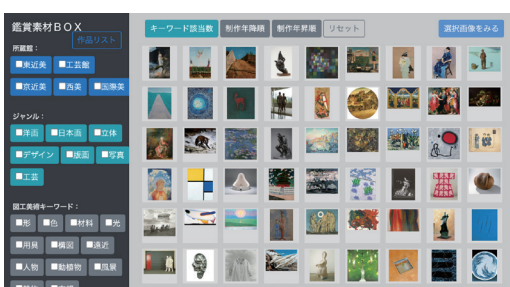 鑑賞素材BOX
作品リスト
所蔵館：
■東近美 ■工芸館
■京近美 ■西美 ■国際美
ジャンル：
■洋画 ■日本画 ■立体
■デザイン ■版画 ■写真
■工芸
図工美術キーワード：
■形 ■色 ■材料 ■光
■用具 ■構図 ■遠近
■人物 ■動植物 ■風景
キーワード該当数 制作年降順 制作年昇順 リセット 選択画像をみる